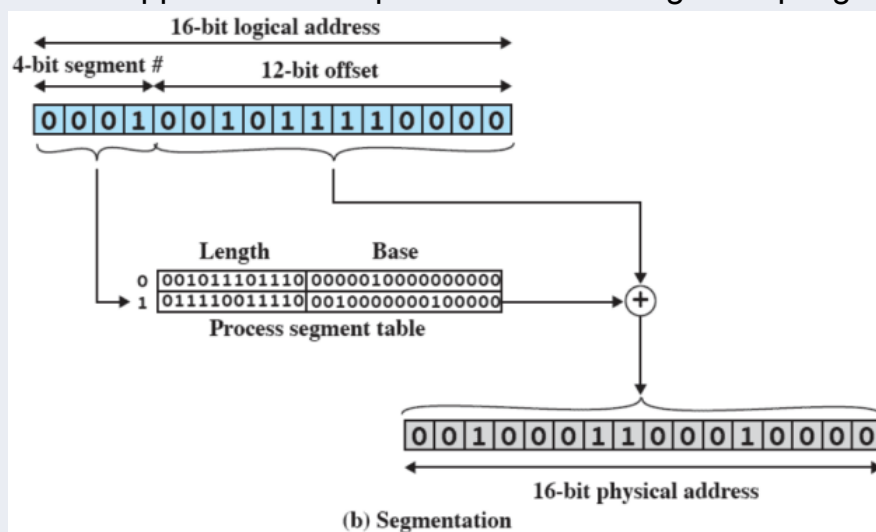 16-bit logical address
4-bit segment # 12-bit offset
0 0 0 1 0 0 1 0 1 1 1 1 0 0 0 0
Length Base
0 001011101110 0000010000000000
1 011110011110 0010000000100000
+
Process segment table
0 0 1 0 0 0 1 1 0 0 0 1 0 0 0 0
16-bit physical address
(b) Segmentation